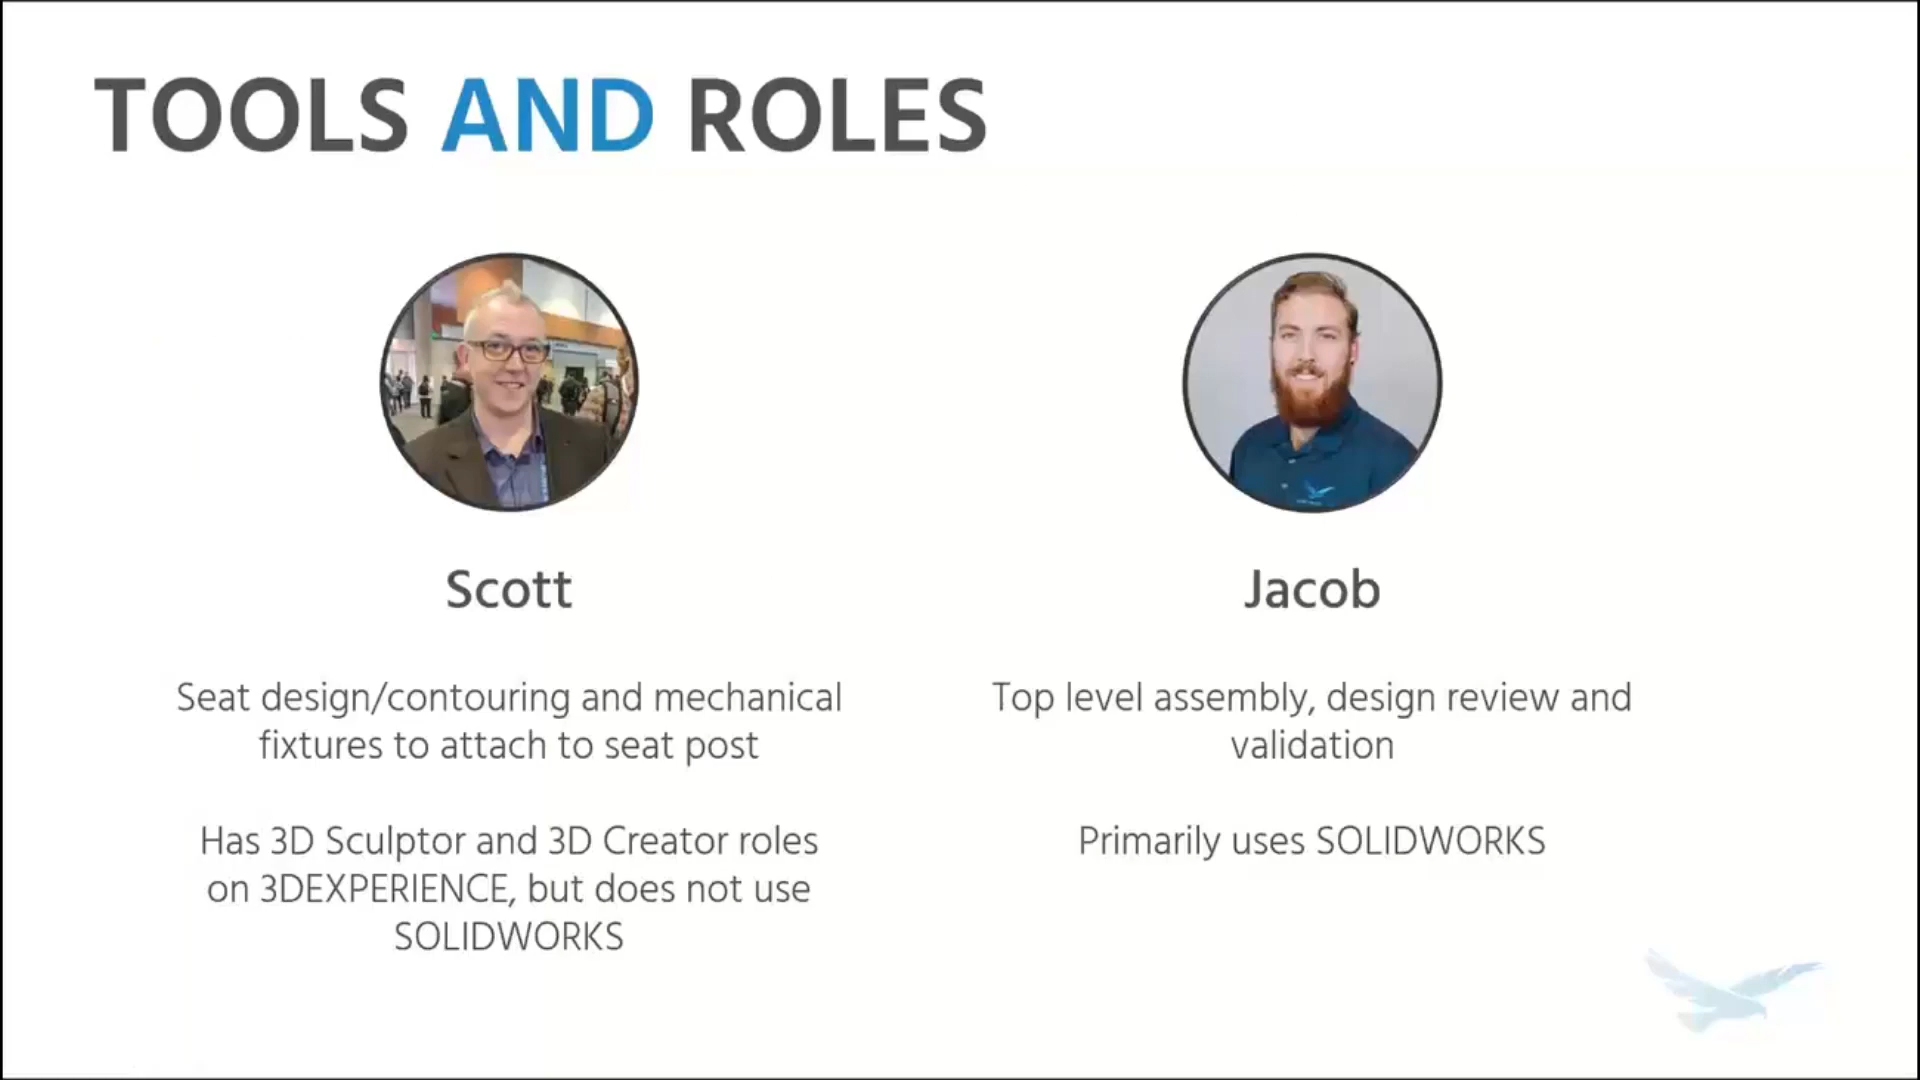 TOOLS AND ROLES
Scott
Seat design/contouring and mechanical
fixtures to attach to seat post
Has 3D Sculptor and 3D Creator roles
on 3DEXPERIENCE, but does not use
SOLIDWORKS
Jacob
Top level assembly, design review and
validation
Primarily uses SOLIDWORKS